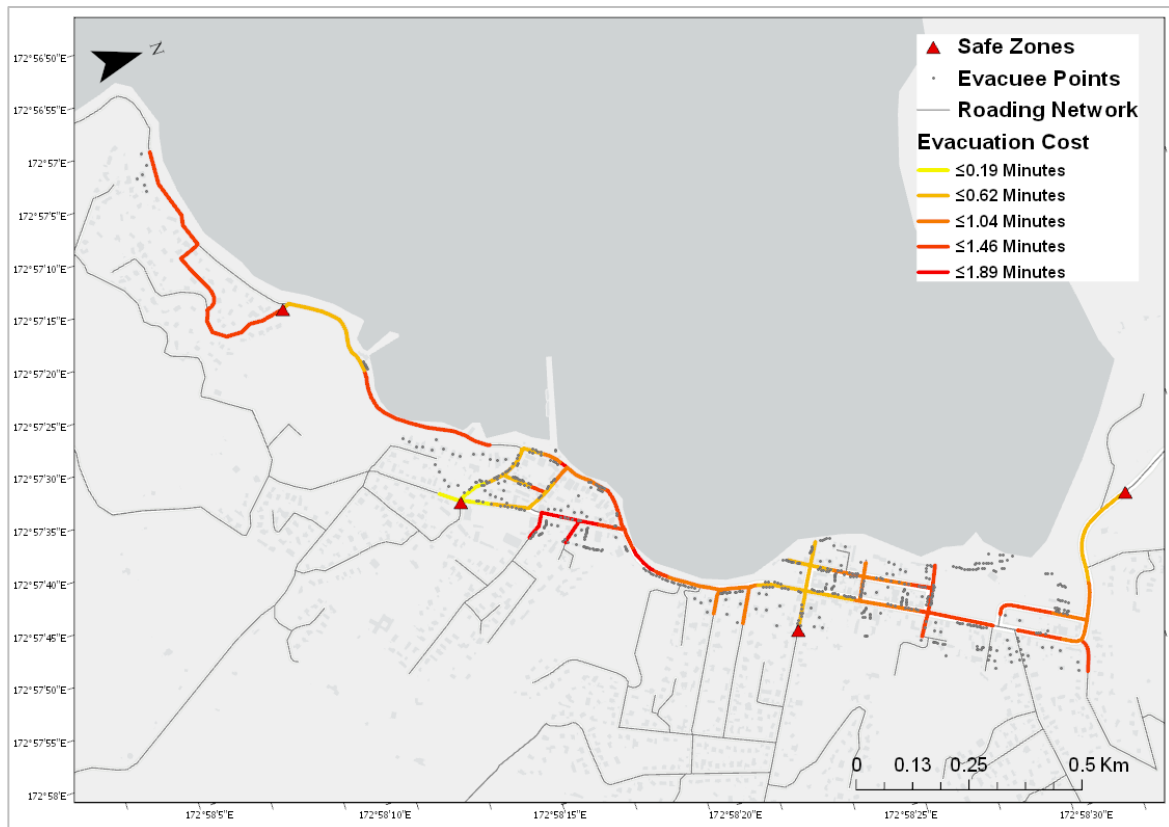 N
Safe Zones
Evacuee Points
Roading Network
Evacuation Cost
≤0.19 Minutes
≤0.62 Minutes
≤1.04 Minutes
≤1.46 Minutes
≤1.89 Minutes
172°56'50"E
172°56'55"E
172°57'E
172°57'5"E
172°57'10"E
172°57'15"E
172°57'20"E
172°57'25"E
172°57'30"E
172°57'35"E
172°57'40"E
172°57'45"E
172°57'50"E
172°57'55"E
172°58'E
0 0.13 0.25 0.5 Km
172°58'5"E 172°58'10"E 172°58'15"E 172°58'20"E 172°58'25"E 172°58'30"E